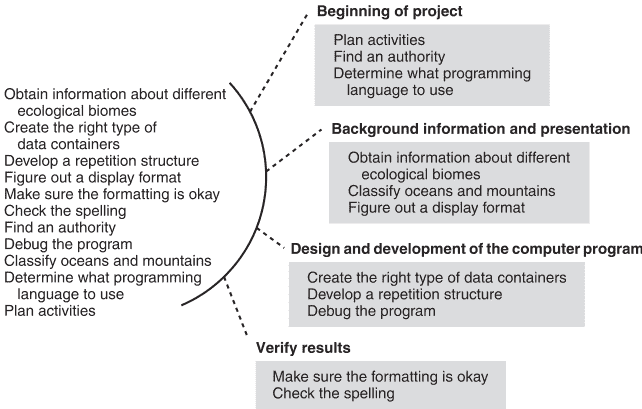 Obtain information about different
ecological biomes
Create the right type of
data containers
Develop a repetition structure
Figure out a display format
Make sure the formatting is okay
Check the spelling
Find an authority
Debug the program
Classify oceans and mountains
Determine what programming
language to use
Plan activities
Beginning of project
Plan activities
Find an authority
Determine what programming
language to use
Background information and presentation
Obtain information about different
ecological biomes
Classify oceans and mountains
Figure out a display format
Design and development of the computer program
Create the right type of data containers
Develop a repetition structure
Debug the program
Verify results
Make sure the formatting is okay
Check the spelling